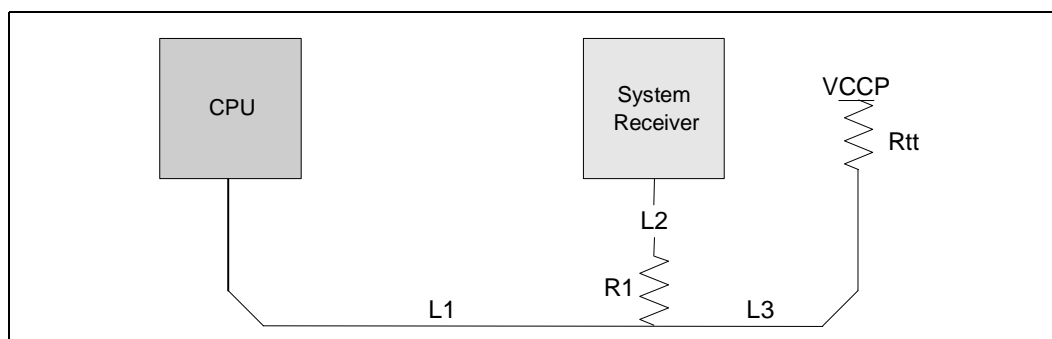 CPU
System
Receiver
VCCP
Rtt
L2
R1
L1
L3